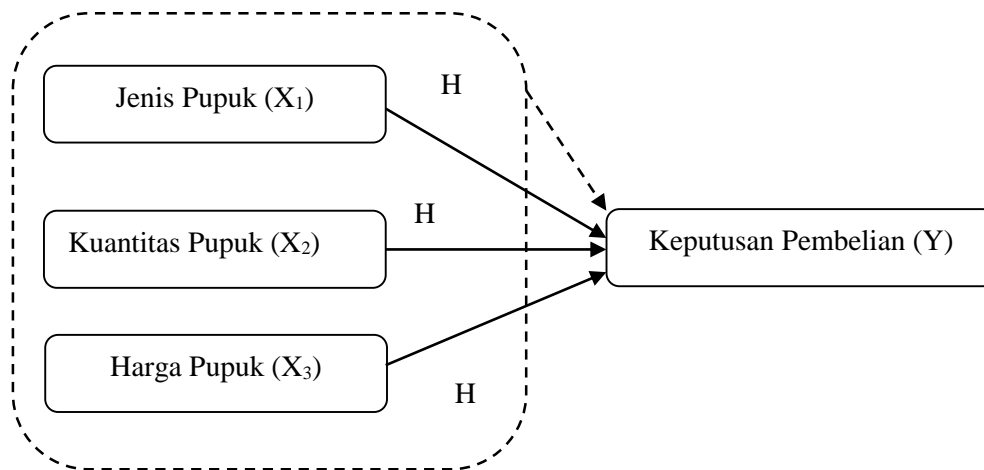 Jenis Pupuk (X₁)
H
Kuantitas Pupuk (X₂)
H
Keputusan Pembelian (Y)
Harga Pupuk (X₃)
H